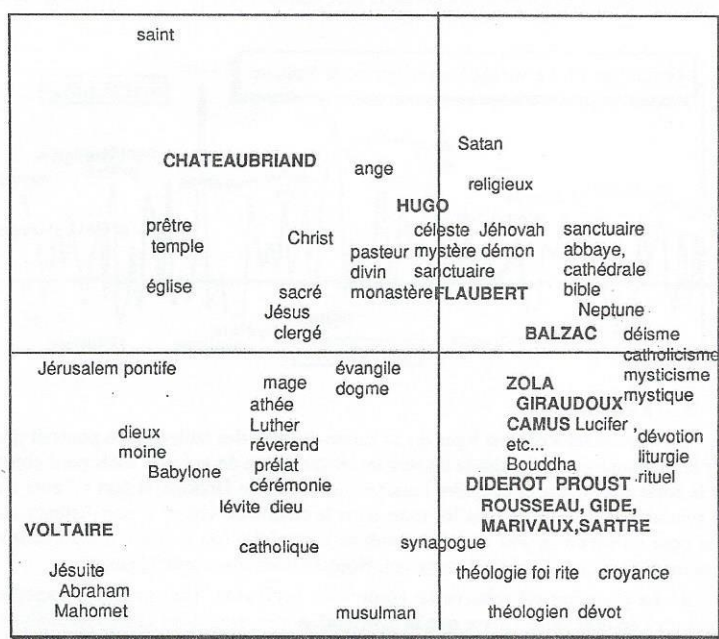 saint
Satan
CHATEAUBRIAND
ange
religieux
HUGO
prêtre
céleste Jéhovah sanctuaire
temple
Christ
pasteur mystère démon abbaye,
divin sanctuaire cathédrale
église
sacré
monastère FLAUBERT bible
Jésus
Neptune
clergé
BALZAC déisme
catholicisme
Jérusalem pontife
évangile
mysticisme
mage
dogme
ZOLA
mystique
athée
GIRAUDOUX
dieux
Luther
CAMUS Lucifer,
dévotion
moine
révérend
etc...
liturgie
Babylone
prélat
Bouddha
rituel
cérémonie
DIDEROT PROUST
lévite dieu
ROUSSEAU, GIDE,
VOLTAIRE
MARIVAUX,SARTRE
catholique
synagogue
Jésuite
théologie foi rite croyance
Abraham
Mahomet
musulman
théologien dévot